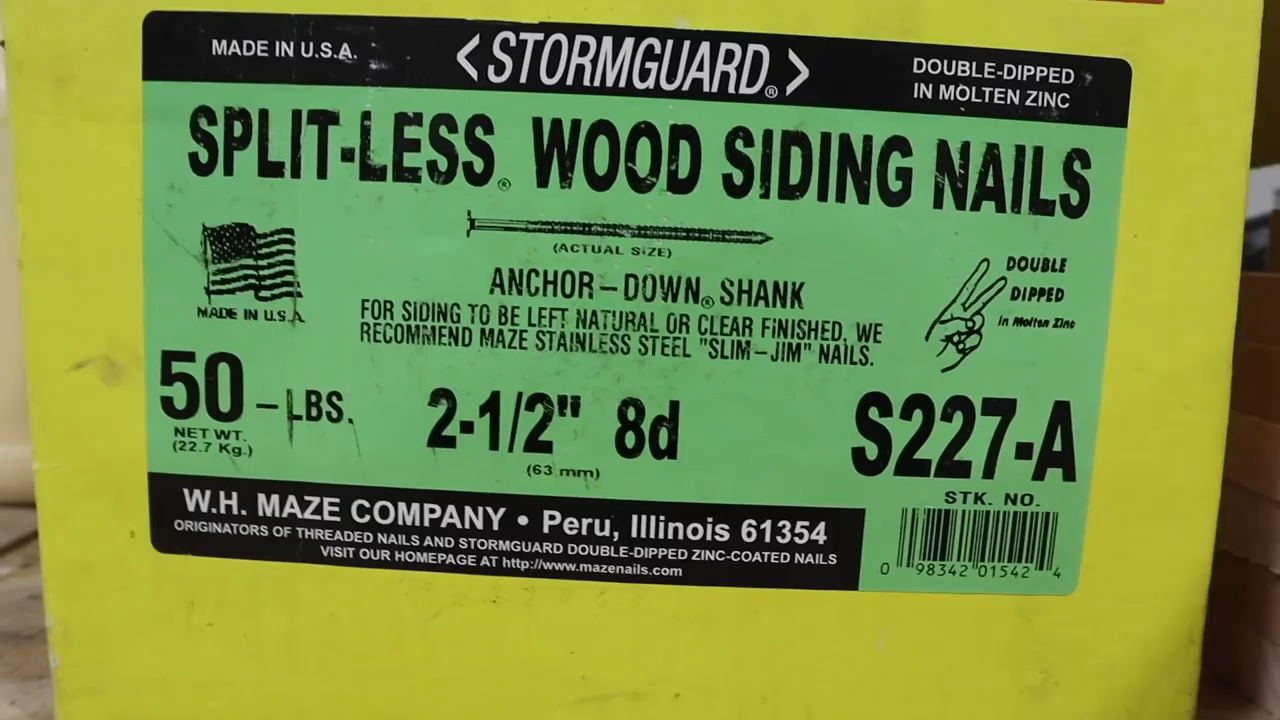 MADE IN U.S.A.
<STORMGUARD®>
DOUBLE-DIPPED
IN MOLTEN ZINC
SPLIT-LESS® WOOD SIDING NAILS
(ACTUAL SIZE)
MADE IN U.S.A.
ANCHOR-DOWN® SHANK
FOR SIDING TO BE LEFT NATURAL OR CLEAR FINISHED, WE
RECOMMEND MAZE STAINLESS STEEL "SLIM-JIM" NAILS.
DOUBLE
DIPPED
In Molten Zinc
50-LBS.
NET WT.
(22.7 Kg.)
2-1/2" 8d
(63 mm)
S227-A
STK. NO.
W.H. MAZE COMPANY • Peru, Illinois 61354
ORIGINATORS OF THREADED NAILS AND STORMGUARD DOUBLE-DIPPED ZINC-COATED NAILS
VISIT OUR HOMEPAGE AT http://www.mazenails.com
0 98342 01542 4